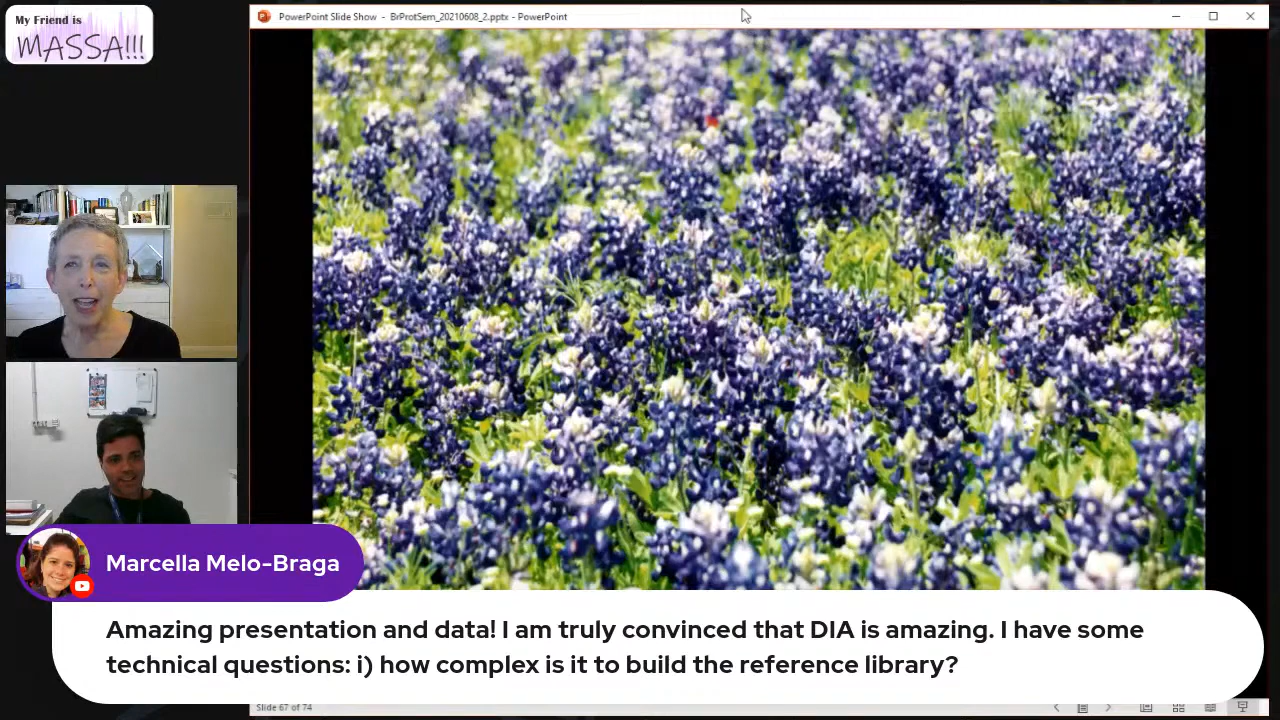 My Friend is
MASSA!!!
PowerPoint Slide Show - BrProtSem_20210608_2.pptx - PowerPoint
Marcella Melo-Braga
Amazing presentation and data! I am truly convinced that DIA is amazing. I have some
technical questions: i) how complex is it to build the reference library?
Slide 67 of 74